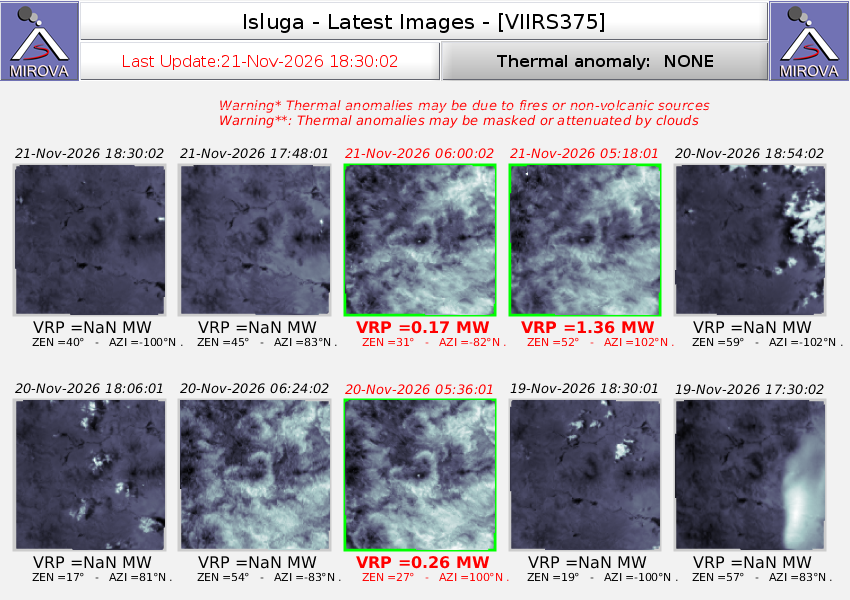 Isluga - Latest Images - [VIIRS375]
MIROVA
Last Update:21-Nov-2026 18:30:02
Thermal anomaly: NONE
MIROVA
Warning* Thermal anomalies may be due to fires or non-volcanic sources
Warning**: Thermal anomalies may be masked or attenuated by clouds
21-Nov-2026 18:30:02 21-Nov-2026 17:48:01 21-Nov-2026 06:00:02 21-Nov-2026 05:18:01 20-Nov-2026 18:54:02
VRP =NaN MW VRP =NaN MW VRP =0.17 MW VRP =1.36 MW VRP =NaN MW
ZEN =40° - AZI =-100°N . ZEN =45° - AZI =83°N . ZEN =31° - AZI =-82°N . ZEN =52° - AZI =102°N . ZEN =59° - AZI =-102°N .
20-Nov-2026 18:06:01 20-Nov-2026 06:24:02 20-Nov-2026 05:36:01 19-Nov-2026 18:30:01 19-Nov-2026 17:30:02
VRP =NaN MW VRP =NaN MW VRP =0.26 MW VRP =NaN MW VRP =NaN MW
ZEN =17° - AZI =81°N . ZEN =54° - AZI =-83°N . ZEN =27° - AZI =100°N . ZEN =19° - AZI =-100°N . ZEN =57° - AZI =83°N .